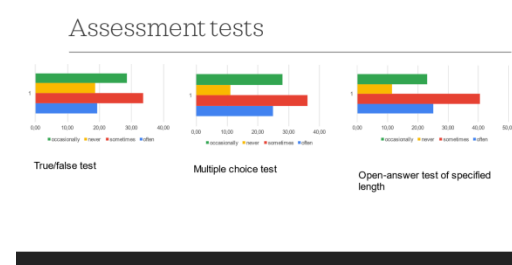 Assessment tests
1
0,00 10,00 20,00 30,00 40,00
occasionally never sometimes often
True/false test
1
0,00 10,00 20,00 30,00 40,00
occasionally never sometimes often
Multiple choice test
1
0,00 10,00 20,00 30,00 40,00 50,00
occasionally never sometimes often
Open-answer test of specified
length